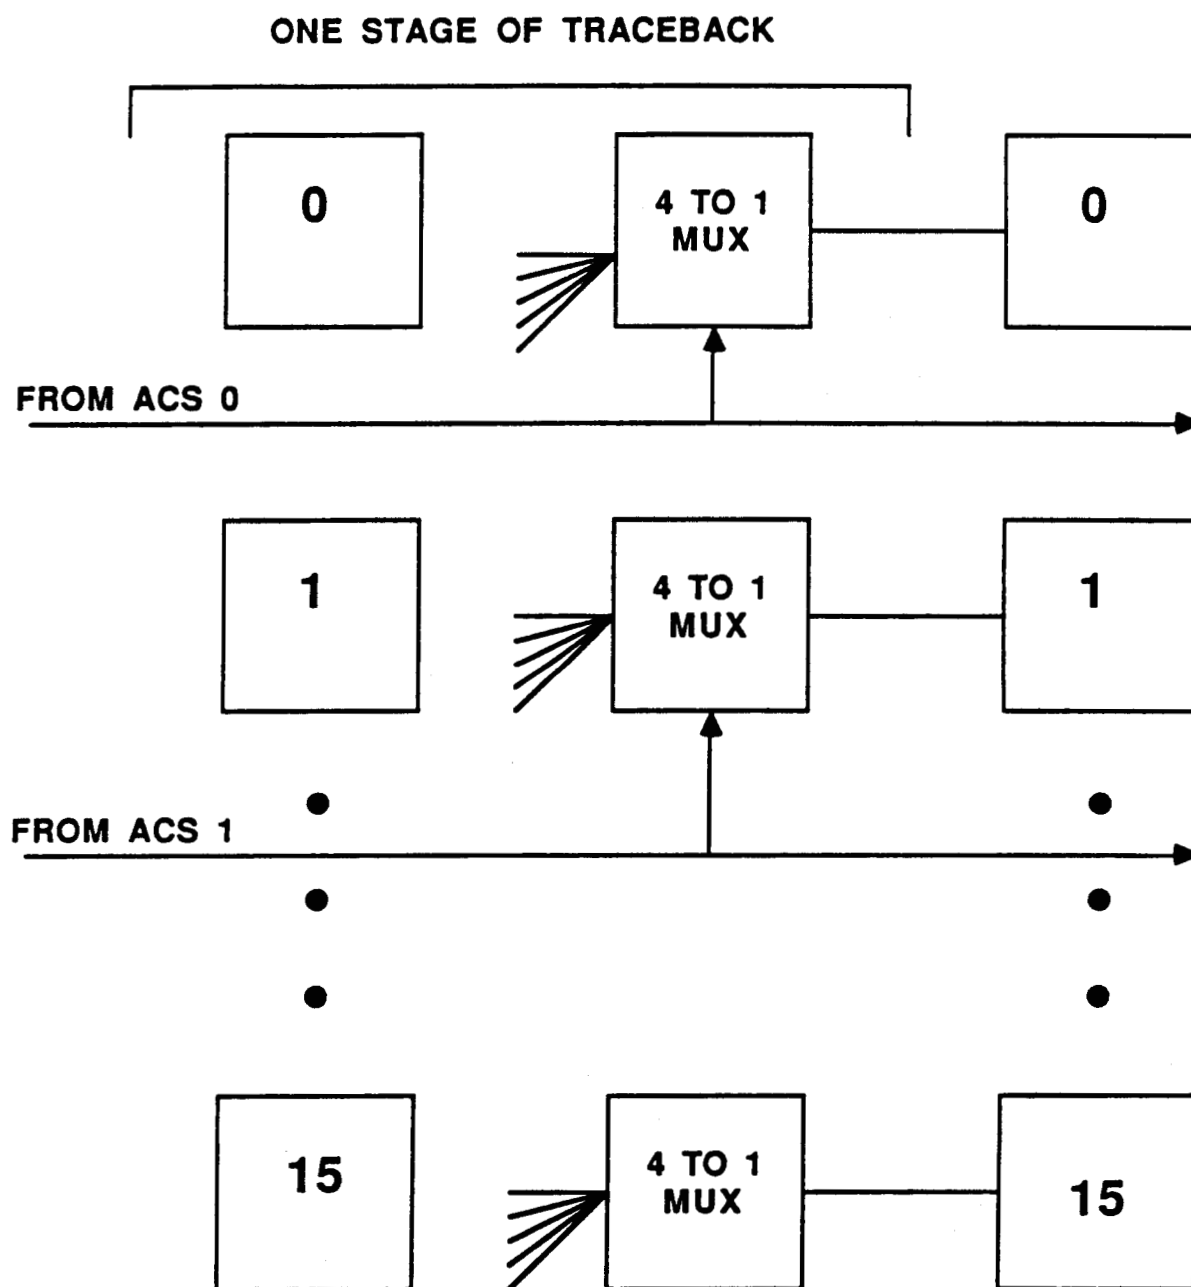 ONE STAGE OF TRACEBACK
0
4 TO 1
MUX
0
FROM ACS 0
1
4 TO 1
MUX
1
FROM ACS 1
15
4 TO 1
MUX
15